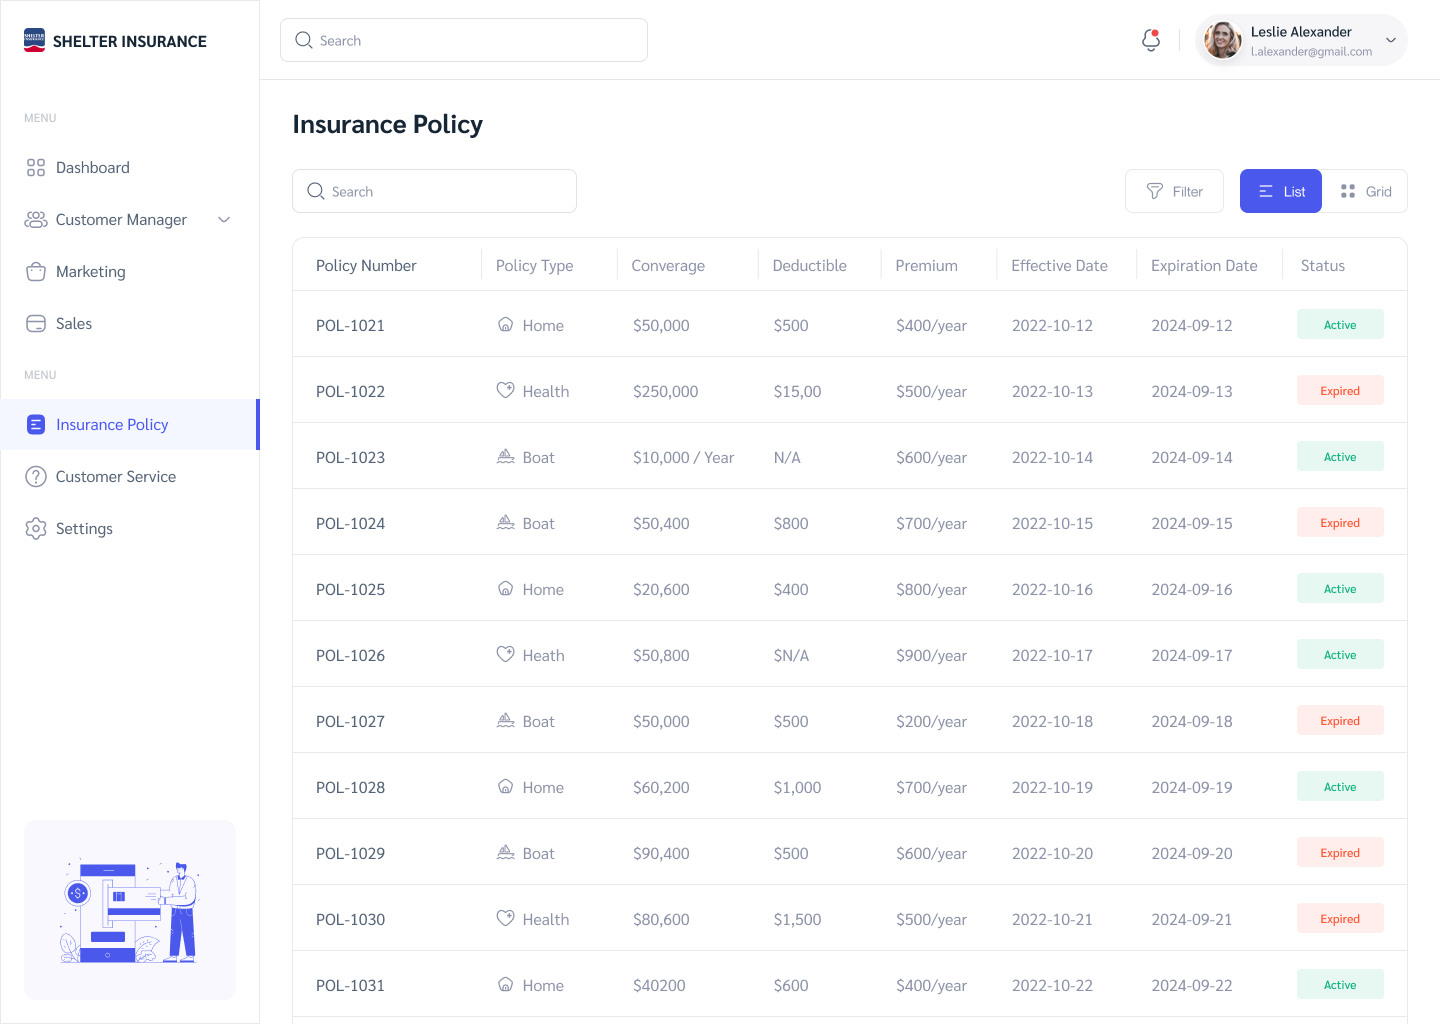 SHELTER INSURANCE
Search
Leslie Alexander
l.alexander@gmail.com
MENU
Dashboard
Customer Manager
Marketing
Sales
MENU
Insurance Policy
Customer Service
Settings
Insurance Policy
Search
Filter
List
Grid
Policy Number Policy Type Converage Deductible Premium Effective Date Expiration Date Status
POL-1021 Home $50,000 $500 $400/year 2022-10-12 2024-09-12 Active
POL-1022 Health $250,000 $15,00 $500/year 2022-10-13 2024-09-13 Expired
POL-1023 Boat $10,000 / Year N/A $600/year 2022-10-14 2024-09-14 Active
POL-1024 Boat $50,400 $800 $700/year 2022-10-15 2024-09-15 Expired
POL-1025 Home $20,600 $400 $800/year 2022-10-16 2024-09-16 Active
POL-1026 Heath $50,800 $N/A $900/year 2022-10-17 2024-09-17 Active
POL-1027 Boat $50,000 $500 $200/year 2022-10-18 2024-09-18 Expired
POL-1028 Home $60,200 $1,000 $700/year 2022-10-19 2024-09-19 Active
POL-1029 Boat $90,400 $500 $600/year 2022-10-20 2024-09-20 Expired
POL-1030 Health $80,600 $1,500 $500/year 2022-10-21 2024-09-21 Expired
POL-1031 Home $40200 $600 $400/year 2022-10-22 2024-09-22 Active